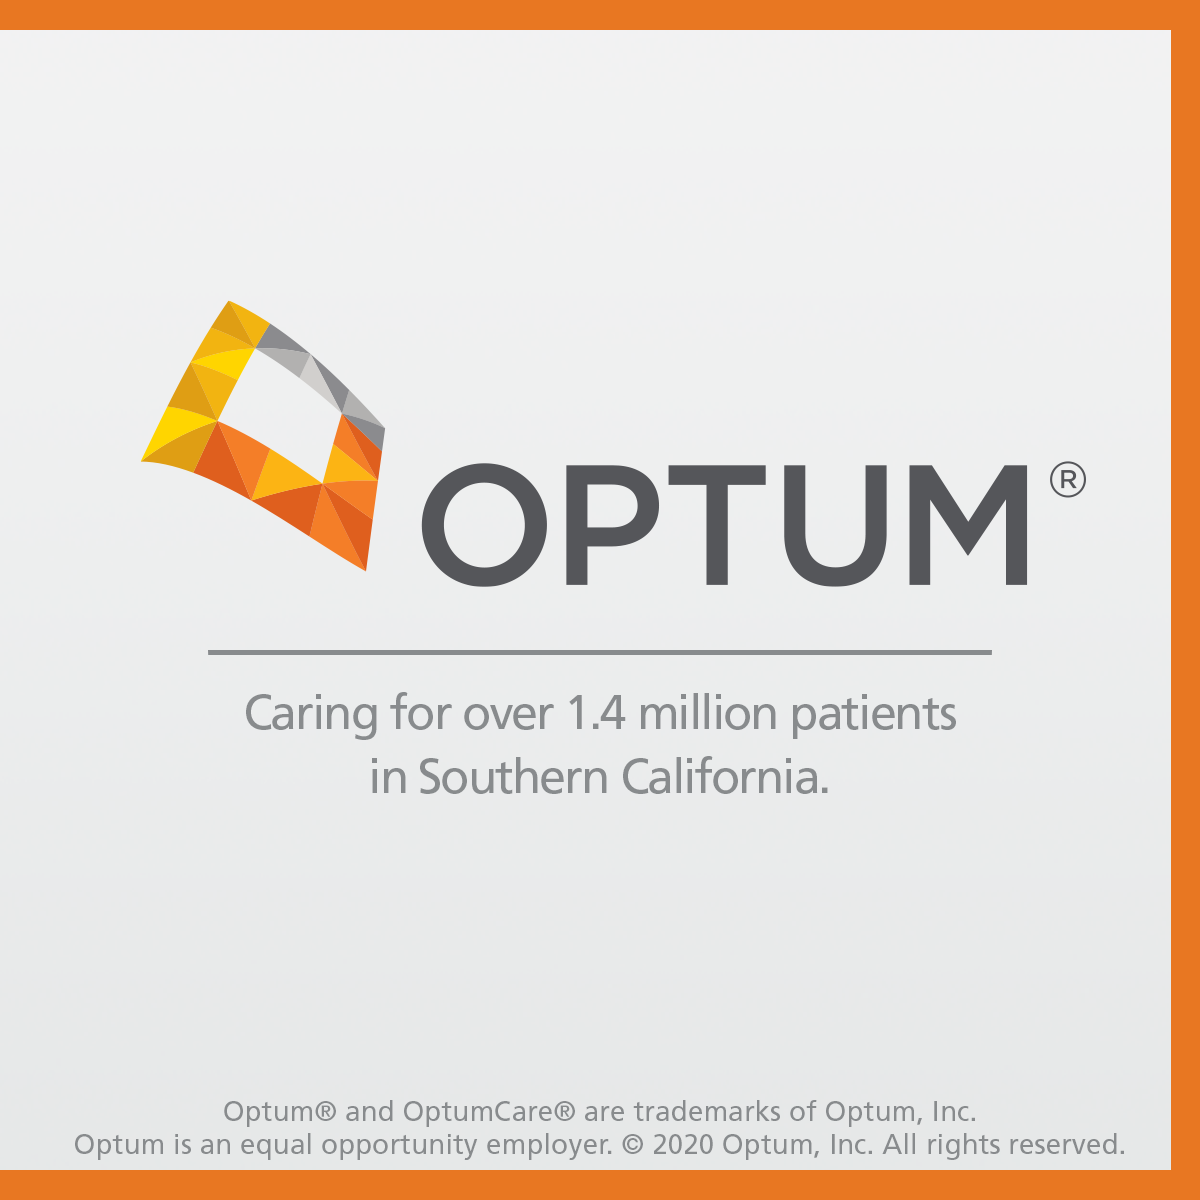 OPTUM®
Caring for over 1.4 million patients
in Southern California.
Optum® and OptumCare® are trademarks of Optum, Inc.
Optum is an equal opportunity employer. © 2020 Optum, Inc. All rights reserved.